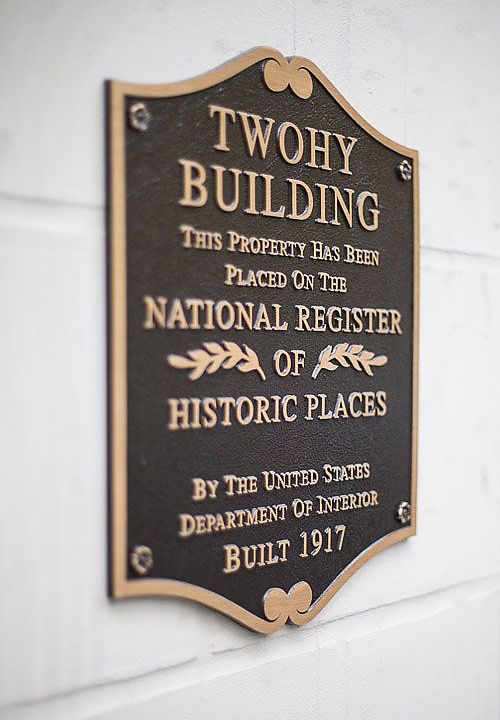 TWOHY
BUILDING
THIS PROPERTY HAS BEEN
PLACED ON THE
NATIONAL REGISTER
OF
HISTORIC PLACES
BY THE UNITED STATES
DEPARTMENT OF INTERIOR
BUILT 1917